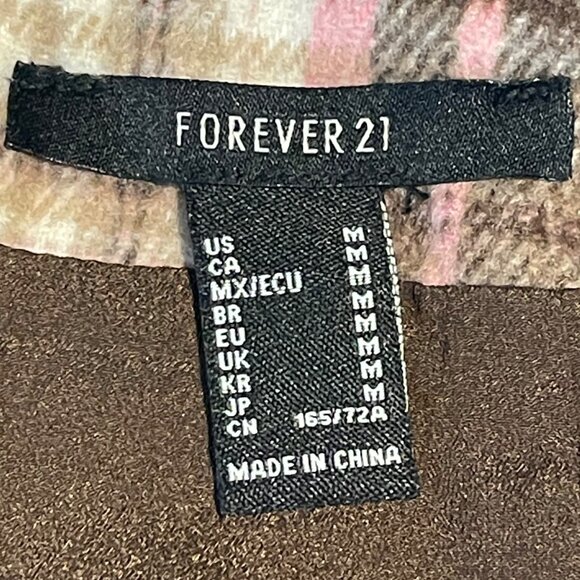 FOREVER 21
US M
CA M
MX/ECU M
BR M
EU M
UK M
KR M
JP M
CN 165/72A
MADE IN CHINA